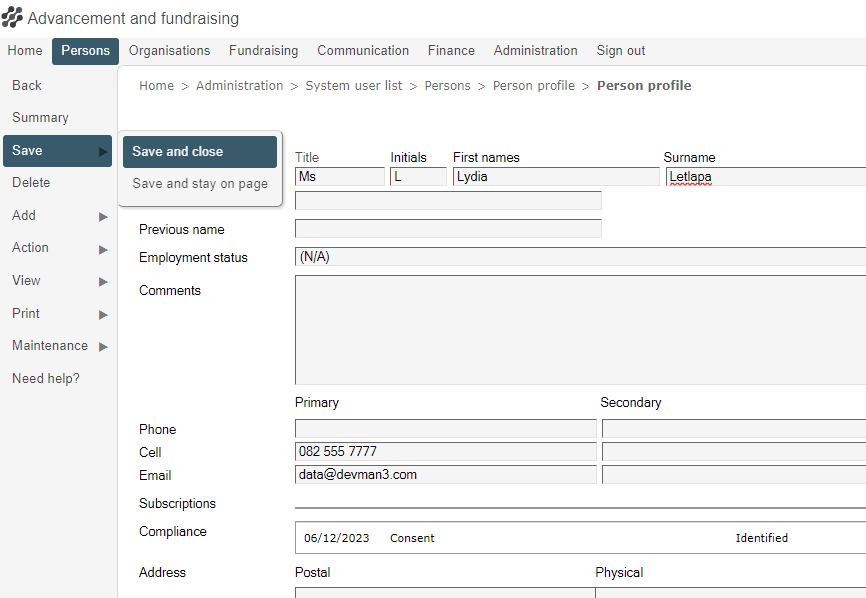 Advancement and fundraising
Home Persons Organisations Fundraising Communication Finance Administration Sign out
Back
Home > Administration > System user list > Persons > Person profile > Person profile
Summary
Save
Save and close
Save and stay on page
Delete
Add
Action
View
Print
Maintenance
Need help?
Title Initials First names Surname
Ms L Lydia Letlapa
Previous name
Employment status (N/A)
Comments
Primary Secondary
Phone
Cell 082 555 7777
Email data@devman3.com
Subscriptions
Compliance 06/12/2023 Consent Identified
Address Postal Physical